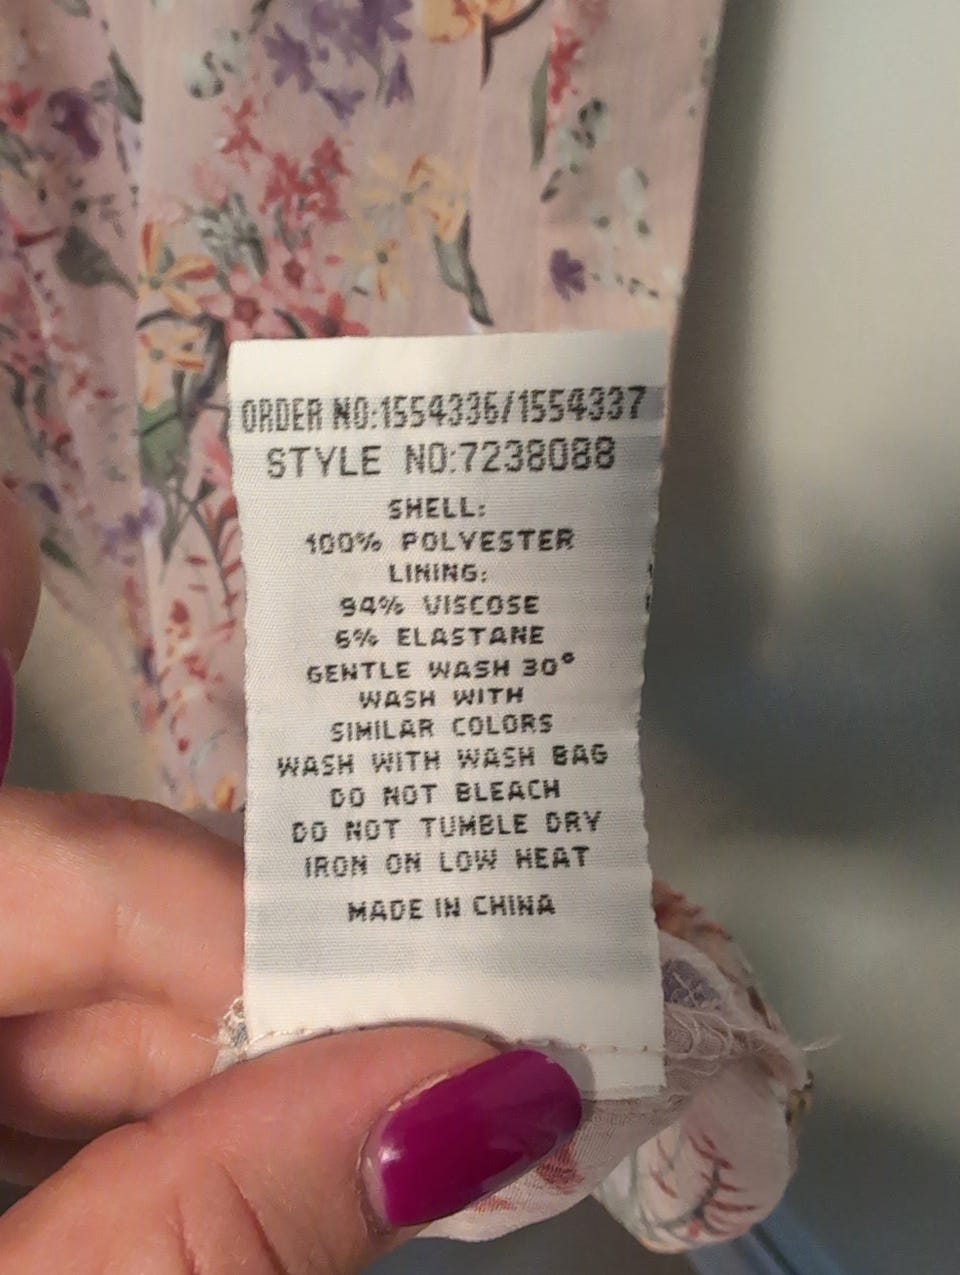 ORDER NO:1554336/1554337
STYLE NO:7238088
SHELL:
100% POLYESTER
LINING:
94% VISCOSE
6% ELASTANE
GENTLE WASH 30°
WASH WITH
SIMILAR COLORS
WASH WITH WASH BAG
DO NOT BLEACH
DO NOT TUMBLE DRY
IRON ON LOW HEAT
MADE IN CHINA